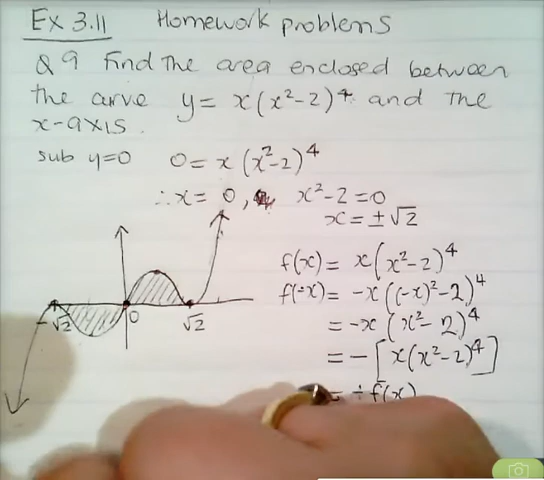 Ex 3.11 Homework problems
Q 9 Find the area enclosed between
the curve y = x(x²-2)⁴ and the
x-axis.
sub y=0 0 = x(x²-2)⁴
∴ x = 0, x²-2=0
x = ±√2
f(x) = x(x²-2)⁴
f(-x) = -x((-x)²-2)⁴
= -x(x²-2)⁴
= -[x(x²-2)⁴]
= -f(x)
-√2 0 √2